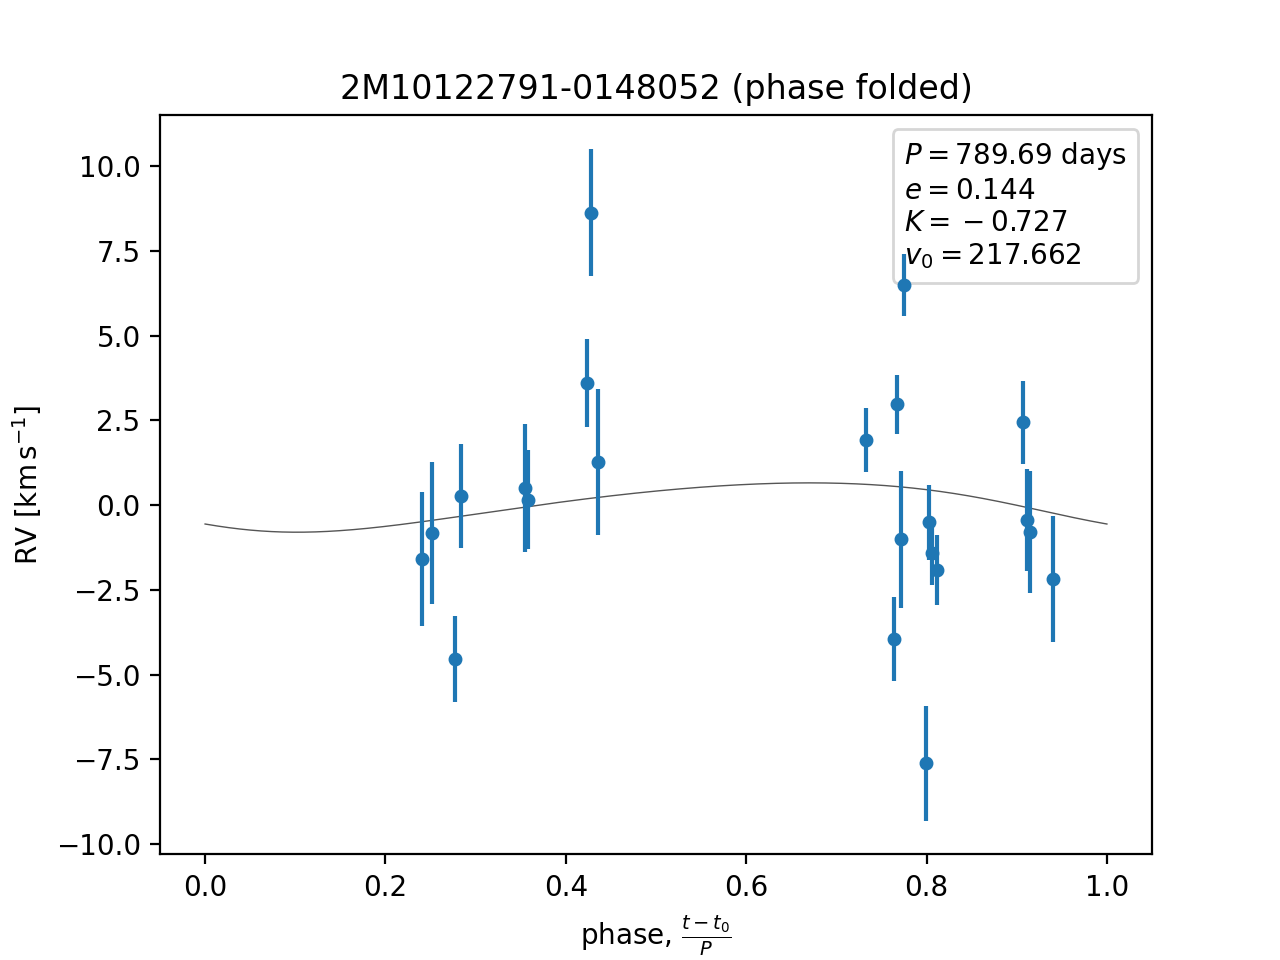 2M10122791-0148052 (phase folded)
P = 789.69 days
e = 0.144
K = −0.727
v₀ = 217.662
RV [km s⁻¹]
10.0
7.5
5.0
2.5
0.0
−2.5
−5.0
−7.5
−10.0
0.0 0.2 0.4 0.6 0.8 1.0
phase, (t − t₀)/P